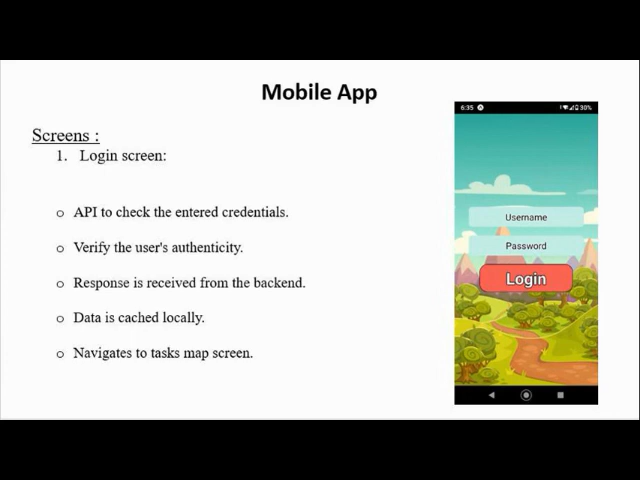 Mobile App
Screens :
1. Login screen:
o API to check the entered credentials.
o Verify the user's authenticity.
o Response is received from the backend.
o Data is cached locally.
o Navigates to tasks map screen.
6:35
30%
Username
Password
Login